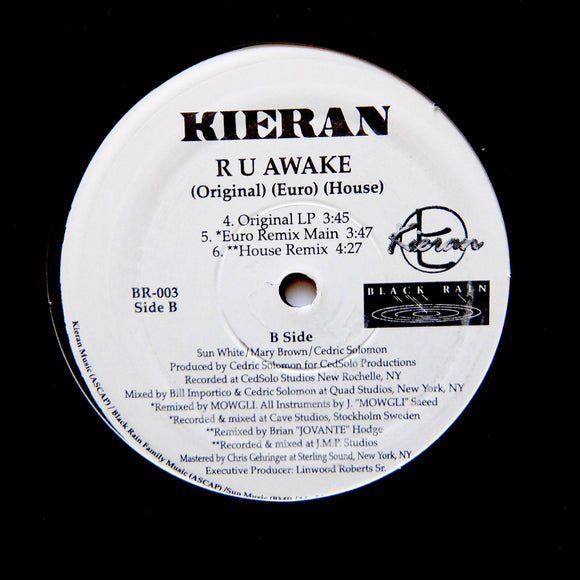 KIERAN
R U AWAKE
(Original) (Euro) (House)
4. Original LP 3:45
5. *Euro Remix Main 3:47
6. **House Remix 4:27
Kieran
BLACK RAIN
BR-003
Side B
B Side
Sun White/Mary Brown/Cedric Solomon
Produced by Cedric Solomon for CedSolo Productions
Recorded at CedSolo Studios New Rochelle, NY
Mixed by Bill Importico & Cedric Solomon at Quad Studios, New York, NY
*Remixed by MOWGLI. All Instruments by J. "MOWGLI" Saeed
*Recorded & mixed at Cave Studios, Stockholm Sweden
**Remixed by Brian "JOVANTE" Hodge
**Recorded & mixed at J.M.P. Studios
Mastered by Chris Gehringer at Sterling Sound, New York, NY
Executive Producer: Linwood Roberts Sr.
Kieran Music (ASCAP)/Black Rain Family Music (ASCAP)/Sun Music